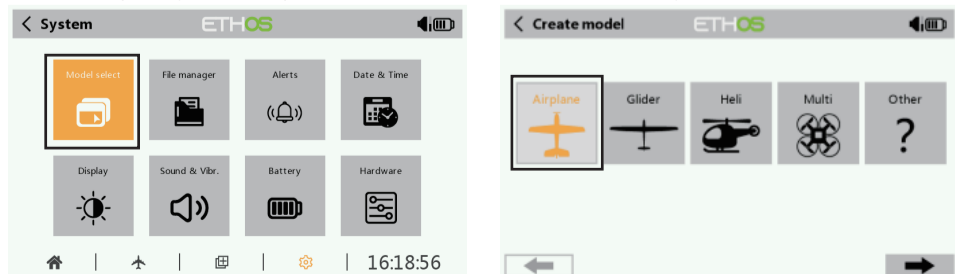 System
ETHOS
Model select
File manager
Alerts
Date & Time
Display
Sound & Vibr.
Battery
Hardware
16:18:56
Create model
ETHOS
Airplane
Glider
Heli
Multi
Other
?